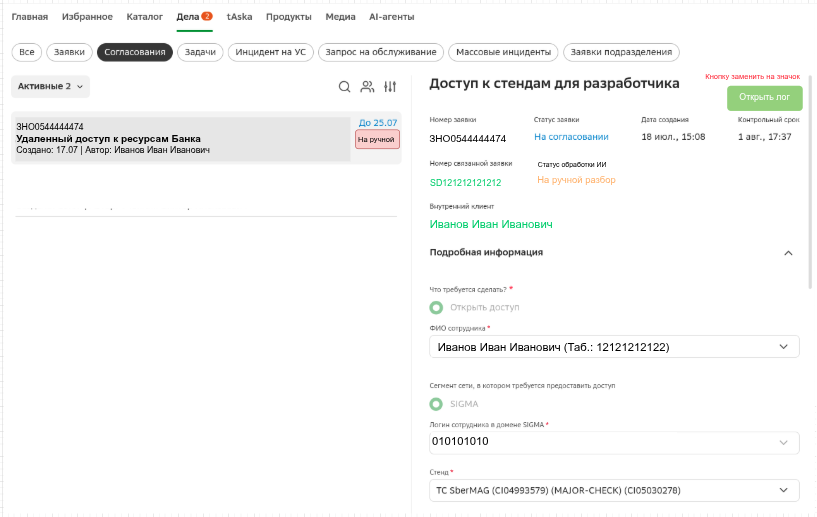 Главная Избранное Каталог Дела 2 tAska Продукты Медиа AI-агенты
Все Заявки Согласования Задачи Инцидент на УС Запрос на обслуживание Массовые инциденты Заявки подразделения
Активные 2
ЗНО0544444474
Удаленный доступ к ресурсам Банка
Создано: 17.07 | Автор: Иванов Иван Иванович
До 25.07
На ручной
Доступ к стендам для разработчика
Кнопку заменить на значок
Открыть лог
Номер заявки Статус заявки Дата создания Контрольный срок
ЗНО0544444474 На согласовании 18 июл., 15:08 1 авг., 17:37
Номер связанной заявки Статус обработки ИИ
SD121212121212 На ручной разбор
Внутренний клиент
Иванов Иван Иванович
Подробная информация
Что требуется сделать? *
Открыть доступ
ФИО сотрудника *
Иванов Иван Иванович (Таб.: 12121212122)
Сегмент сети, в котором требуется предоставить доступ
SIGMA
Логин сотрудника в домене SIGMA *
010101010
Стенд *
TC SberMAG (CI04993579) (MAJOR-CHECK) (CI05030278)